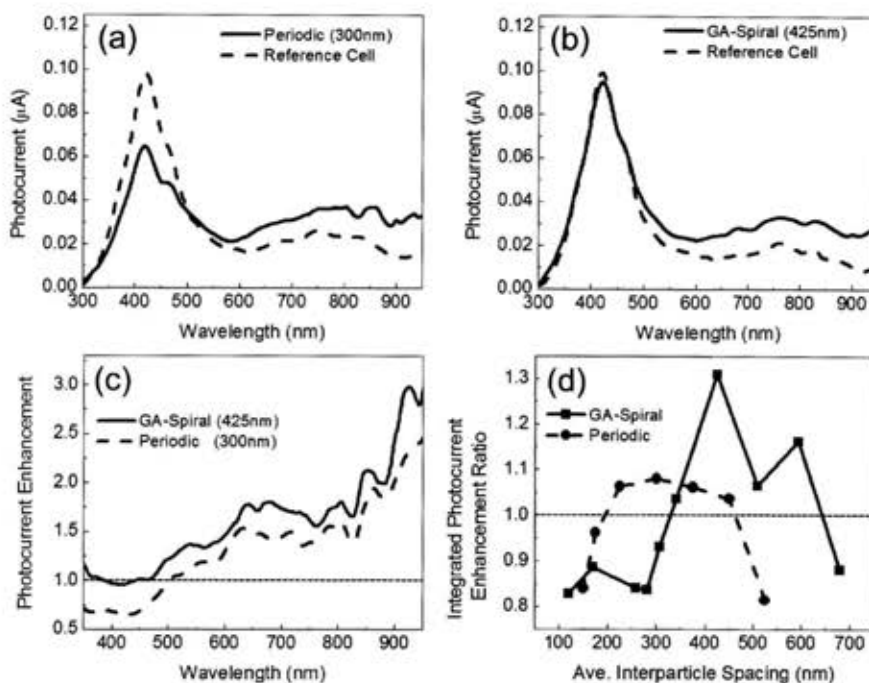 (a)
Periodic (300nm)
Reference Cell
Photocurrent (μA)
0.10
0.08
0.06
0.04
0.02
0.00
300 400 500 600 700 800 900
Wavelength (nm)
(b)
GA-Spiral (425nm)
Reference Cell
Photocurrent (μA)
0.10
0.08
0.06
0.04
0.02
0.00
300 400 500 600 700 800 900
Wavelength (nm)
(c)
GA-Spiral (425nm)
Periodic (300nm)
Photocurrent Enhancement
3.0
2.5
2.0
1.5
1.0
0.5
400 500 600 700 800 900
Wavelength (nm)
(d)
GA-Spiral
Periodic
Integrated Photocurrent
Enhancement Ratio
1.3
1.2
1.1
1.0
0.9
0.8
100 200 300 400 500 600 700
Ave. Interparticle Spacing (nm)